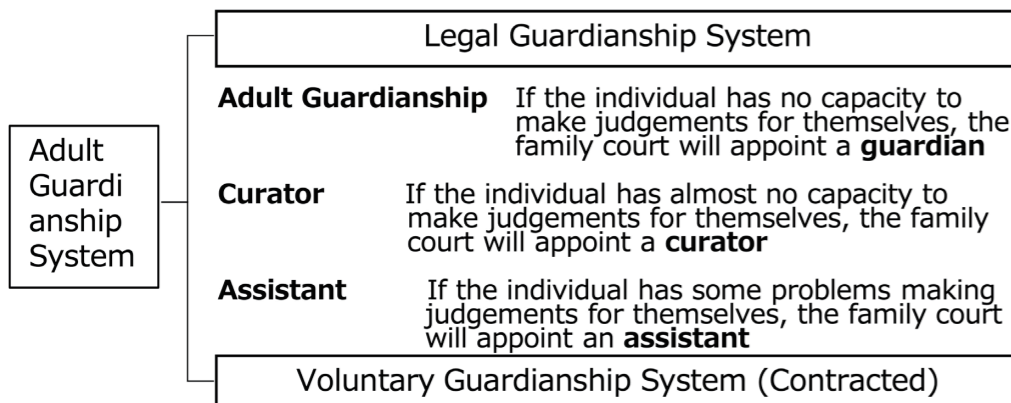 Legal Guardianship System
Adult Guardianship If the individual has no capacity to
make judgements for themselves, the
family court will appoint a guardian
Adult
Guardi
anship
System
Curator If the individual has almost no capacity to
make judgements for themselves, the family
court will appoint a curator
Assistant If the individual has some problems making
judgements for themselves, the family court
will appoint an assistant
Voluntary Guardianship System (Contracted)